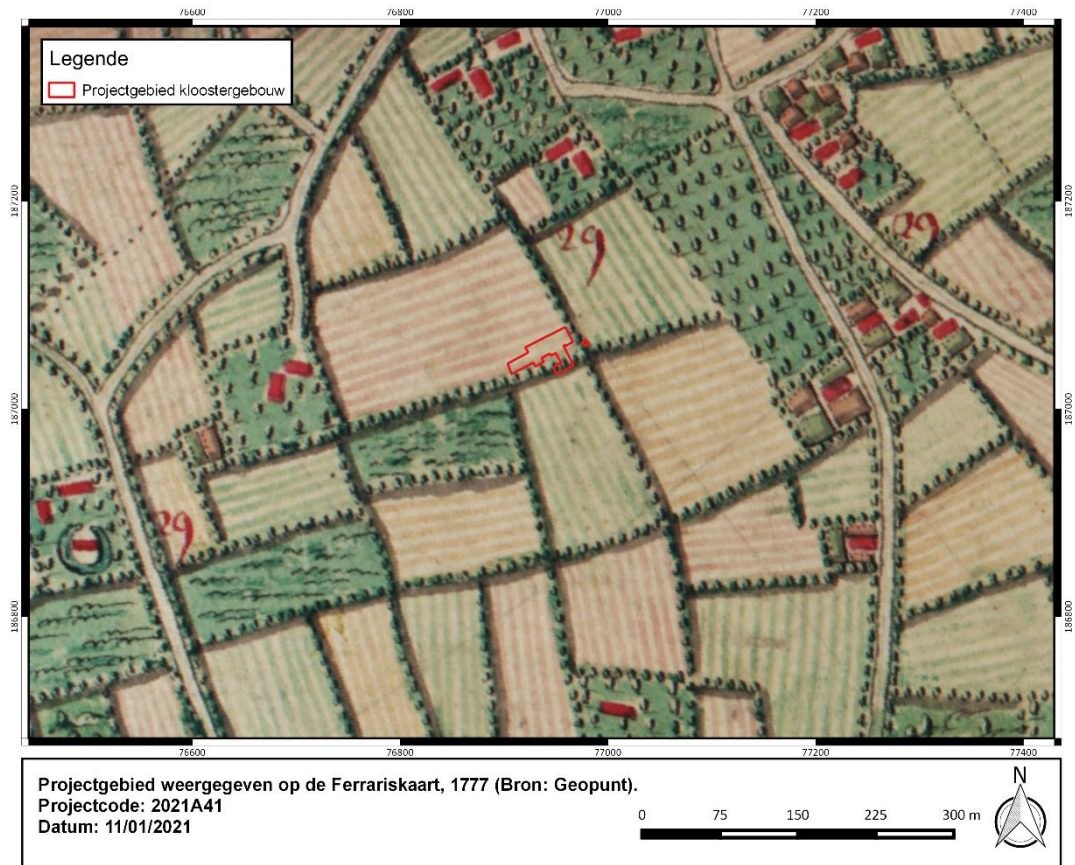 76600 76800 77000 77200 77400
Legende
Projectgebied kloostergebouw
187200 187200
29 29
187000 187000
29
186800 186800
76600 76800 77000 77200 77400
Projectgebied weergegeven op de Ferrariskaart, 1777 (Bron: Geopunt).
Projectcode: 2021A41
Datum: 11/01/2021
0 75 150 225 300 m
N